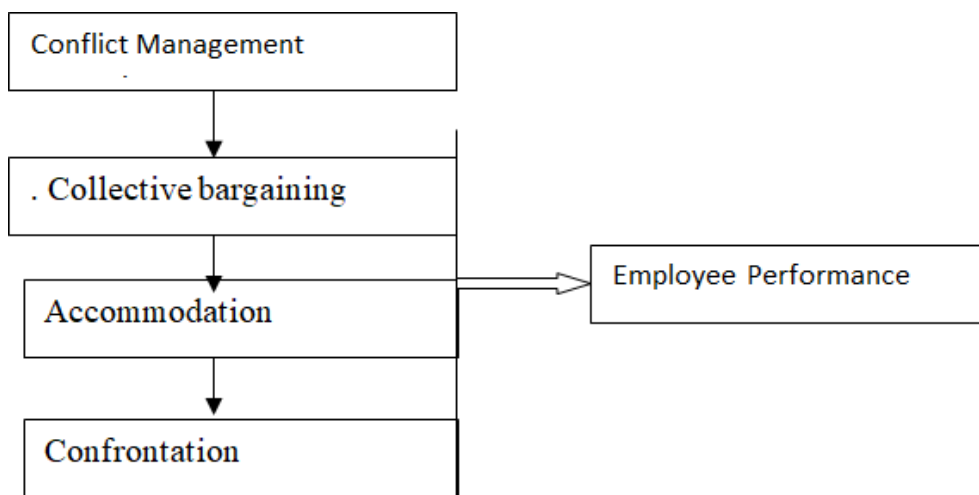 Conflict Management
.
. Collective bargaining
Accommodation
Employee Performance
Confrontation